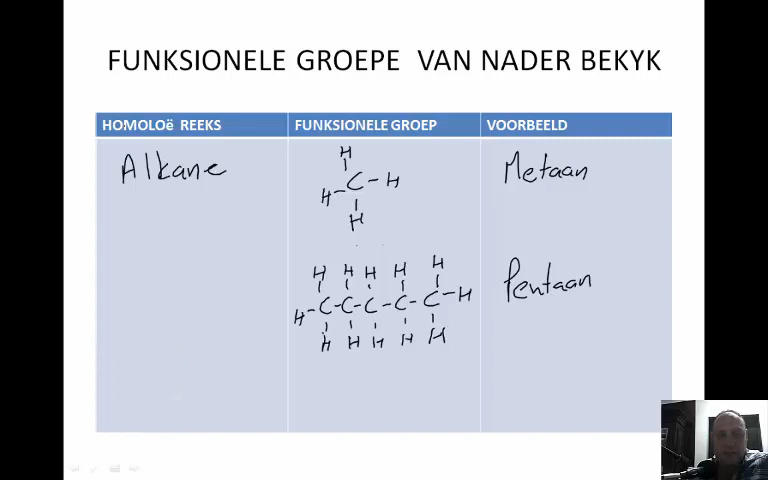 FUNKSIONELE GROEPE VAN NADER BEKYK
HOMOLOë REEKS FUNKSIONELE GROEP VOORBEELD
Alkane
H
H-C-H
H
Metaan
H H H H H
H-C-C-C-C-C-H
H H H H H
Pentaan